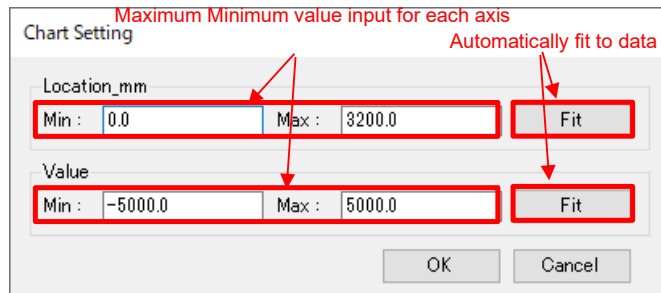 Maximum Minimum value input for each axis
Chart Setting
Automatically fit to data
Location_mm
Min : 0.0 Max : 3200.0 Fit
Value
Min : -5000.0 Max : 5000.0 Fit
OK Cancel